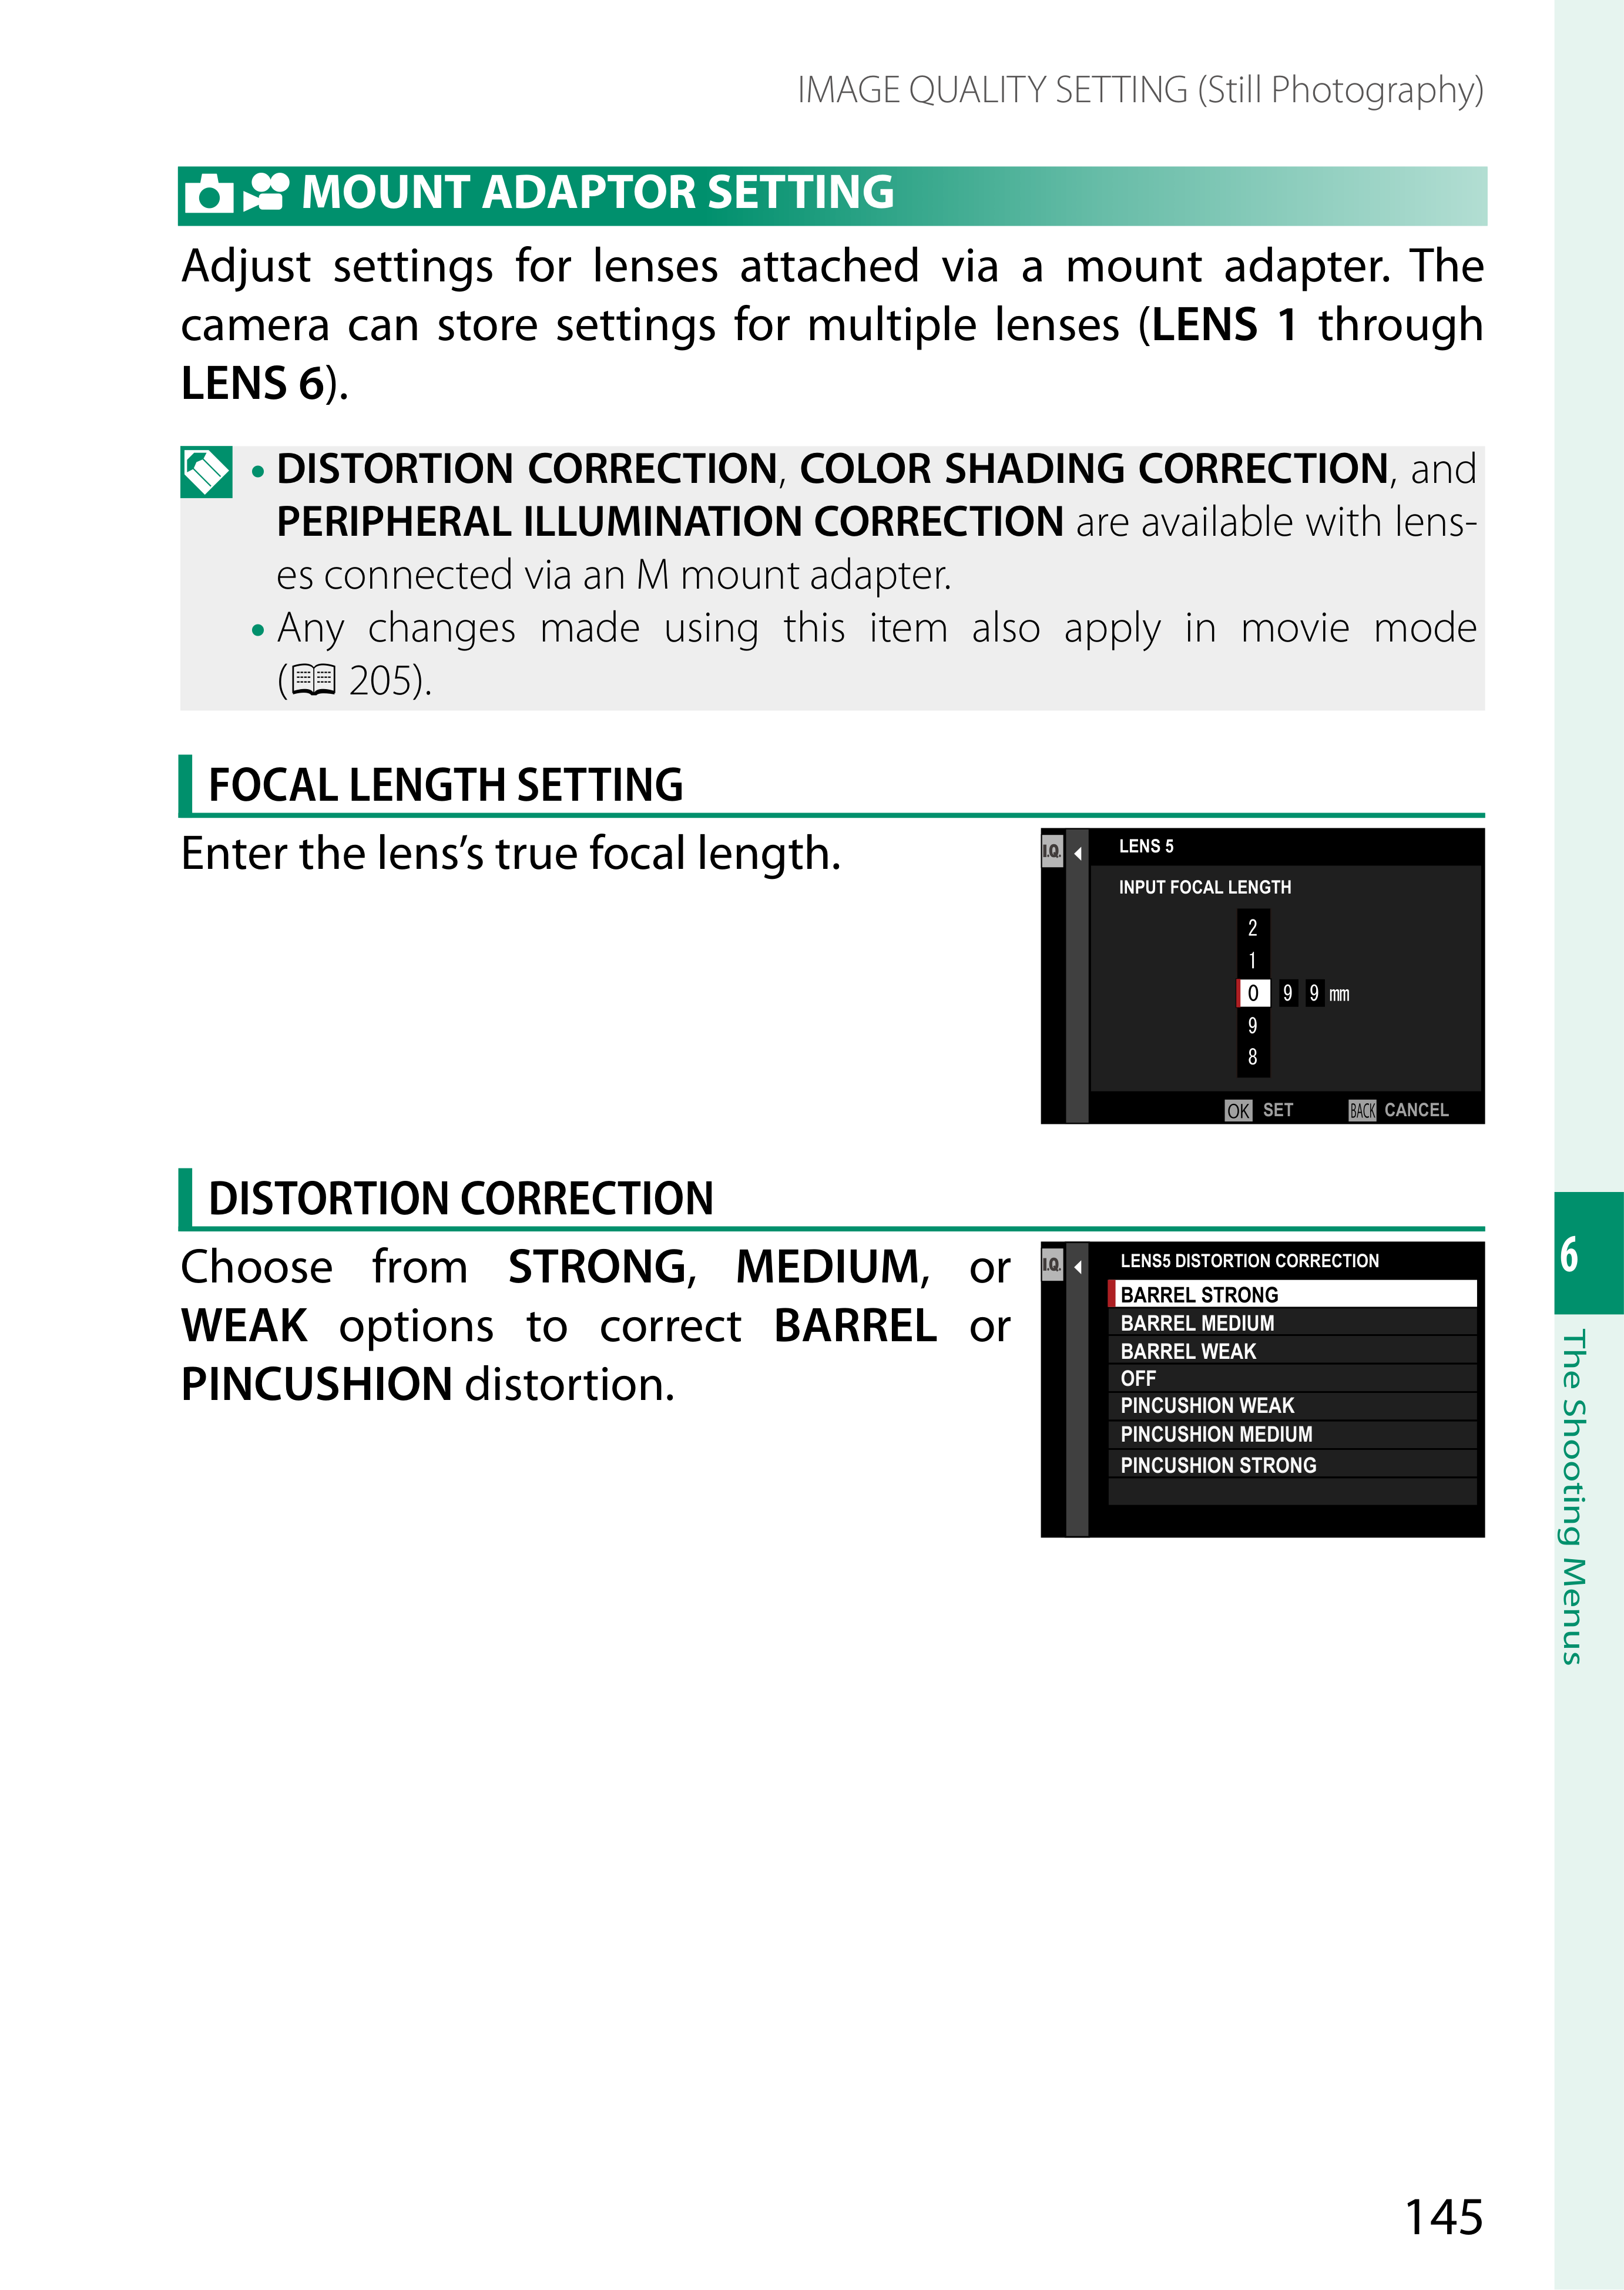 IMAGE QUALITY SETTING (Still Photography)
MOUNT ADAPTOR SETTING
Adjust settings for lenses attached via a mount adapter. The
camera can store settings for multiple lenses (LENS 1 through
LENS 6).
• DISTORTION CORRECTION, COLOR SHADING CORRECTION, and
PERIPHERAL ILLUMINATION CORRECTION are available with lens-
es connected via an M mount adapter.
• Any changes made using this item also apply in movie mode
( 205).
FOCAL LENGTH SETTING
Enter the lens’s true focal length.
I.Q.
LENS 5
INPUT FOCAL LENGTH
2
1
0 9 9 mm
9
8
OK SET BACK CANCEL
DISTORTION CORRECTION
Choose from STRONG, MEDIUM, or
WEAK options to correct BARREL or
PINCUSHION distortion.
I.Q.
LENS5 DISTORTION CORRECTION
BARREL STRONG
BARREL MEDIUM
BARREL WEAK
OFF
PINCUSHION WEAK
PINCUSHION MEDIUM
PINCUSHION STRONG
6
The Shooting Menus
145